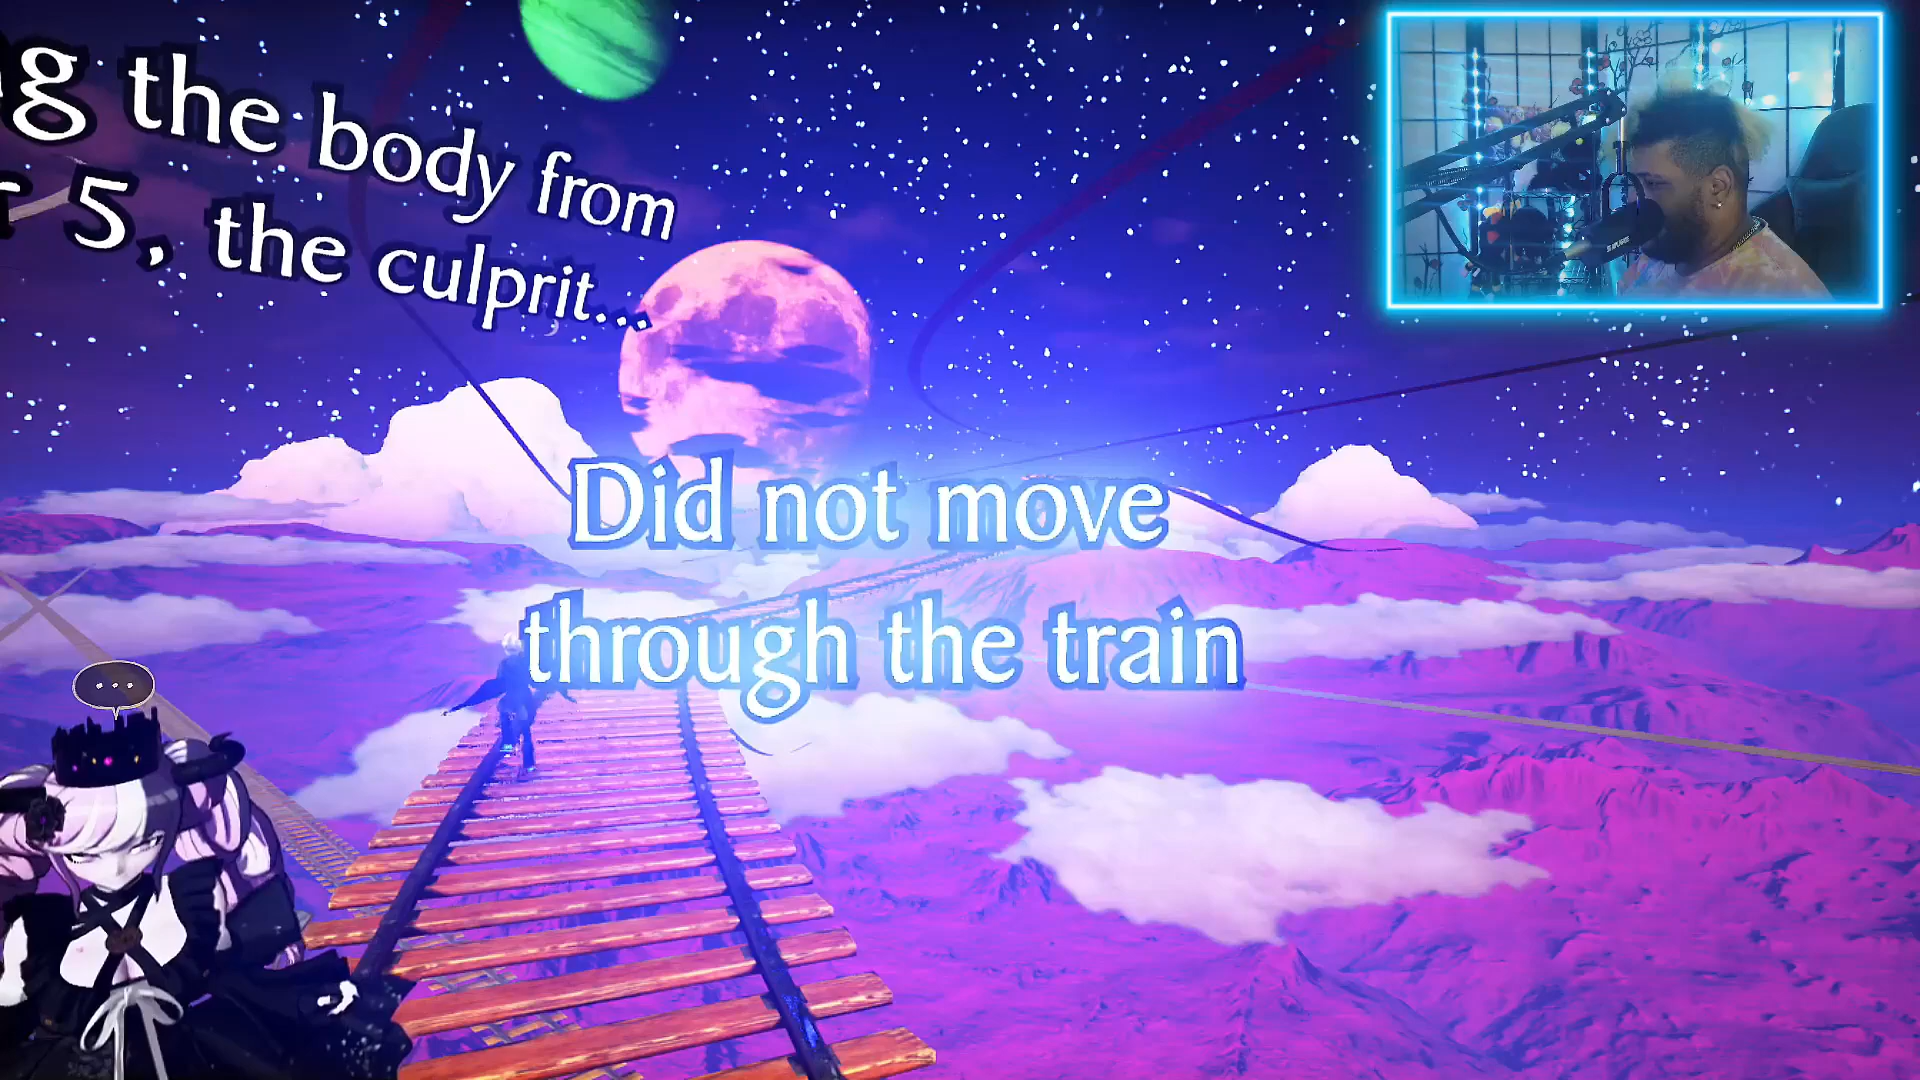 the body from
5, the culprit...
Did not move
through the train
...